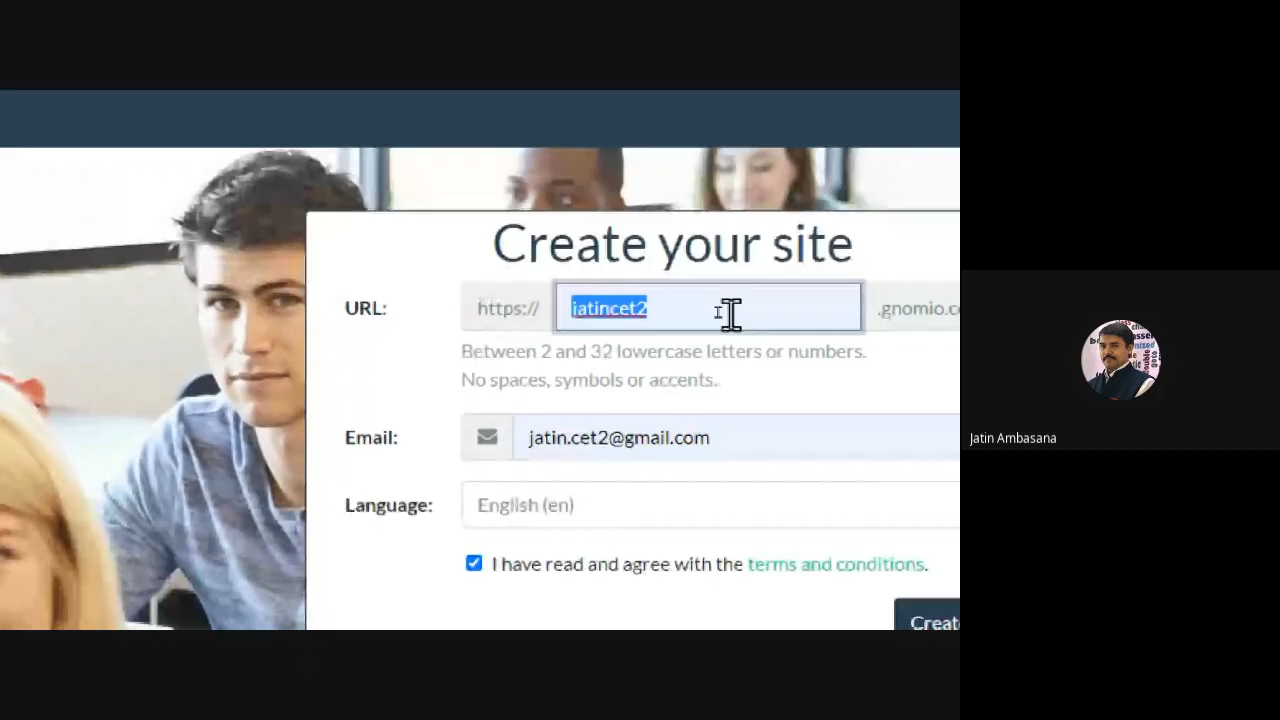 Create your site
URL:
https://
jatincet2
.gnomio.co
Between 2 and 32 lowercase letters or numbers.
No spaces, symbols or accents.
Email:
jatin.cet2@gmail.com
Language:
English (en)
I have read and agree with the terms and conditions.
Create
Jatin Ambasana